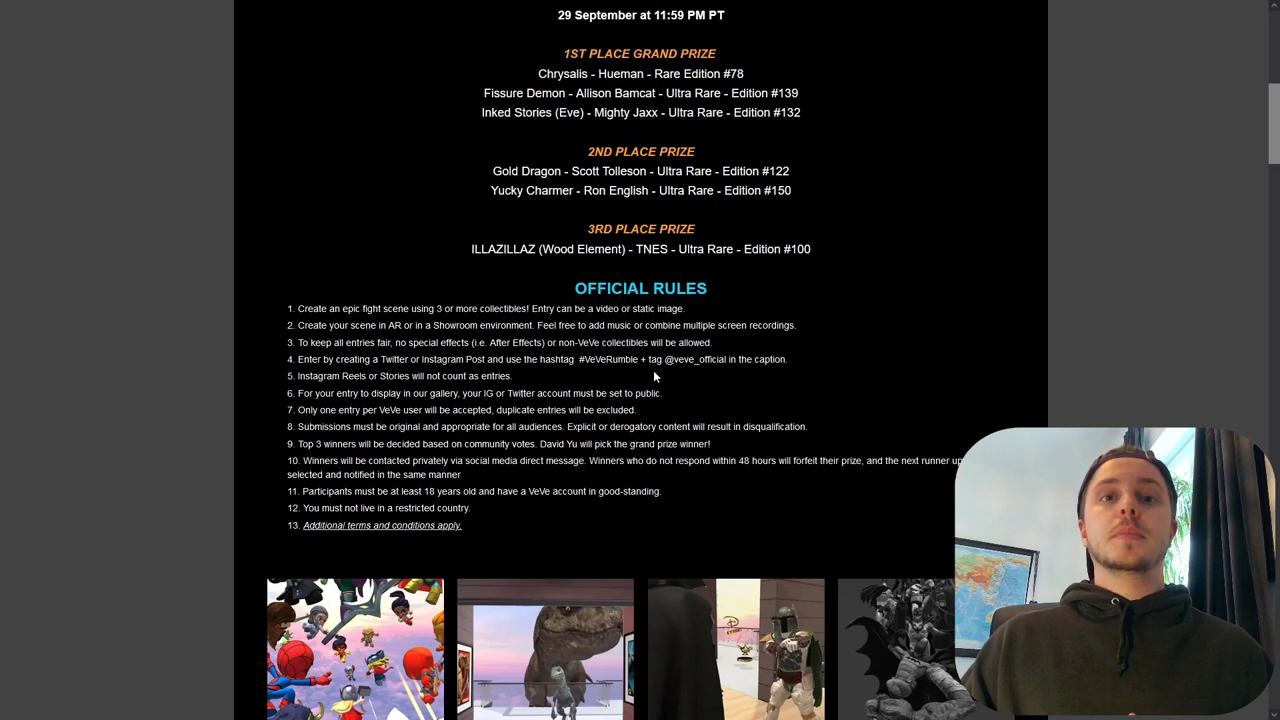 29 September at 11:59 PM PT
1ST PLACE GRAND PRIZE
Chrysalis - Hueman - Rare Edition #78
Fissure Demon - Allison Bamcat - Ultra Rare - Edition #139
Inked Stories (Eve) - Mighty Jaxx - Ultra Rare - Edition #132
2ND PLACE PRIZE
Gold Dragon - Scott Tolleson - Ultra Rare - Edition #122
Yucky Charmer - Ron English - Ultra Rare - Edition #150
3RD PLACE PRIZE
ILLAZILLAZ (Wood Element) - TNES - Ultra Rare - Edition #100
OFFICIAL RULES
1. Create an epic fight scene using 3 or more collectibles! Entry can be a video or static image.
2. Create your scene in AR or in a Showroom environment. Feel free to add music or combine multiple screen recordings.
3. To keep all entries fair, no special effects (i.e. After Effects) or non-VeVe collectibles will be allowed.
4. Enter by creating a Twitter or Instagram Post and use the hashtag #VeVeRumble + tag @veve_official in the caption.
5. Instagram Reels or Stories will not count as entries.
6. For your entry to display in our gallery, your IG or Twitter account must be set to public.
7. Only one entry per VeVe user will be accepted, duplicate entries will be excluded.
8. Submissions must be original and appropriate for all audiences. Explicit or derogatory content will result in disqualification.
9. Top 3 winners will be decided based on community votes. David Yu will pick the grand prize winner!
10. Winners will be contacted privately via social media direct message. Winners who do not respond within 48 hours will forfeit their prize, and the next runner up
selected and notified in the same manner
11. Participants must be at least 18 years old and have a VeVe account in good-standing.
12. You must not live in a restricted country.
13. Additional terms and conditions apply.